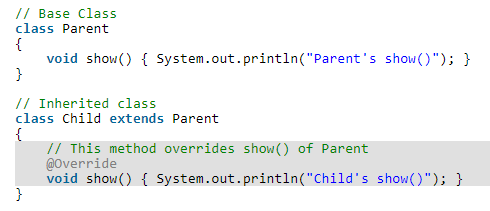 // Base Class
class Parent
{
    void show() { System.out.println("Parent's show()"); }
}

// Inherited class
class Child extends Parent
{
    // This method overrides show() of Parent
    @Override
    void show() { System.out.println("Child's show()"); }
}